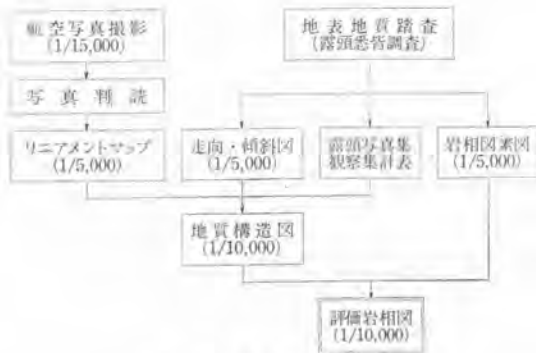 航空写真撮影
(1/15,000)
地表地質踏査
(露頭悉皆調査)
写真判読
リニアメントマップ
(1/5,000)
走向・傾斜図
(1/5,000)
露頭写真集
観察集計表
岩相図素図
(1/5,000)
地質構造図
(1/10,000)
評価岩相図
(1/10,000)